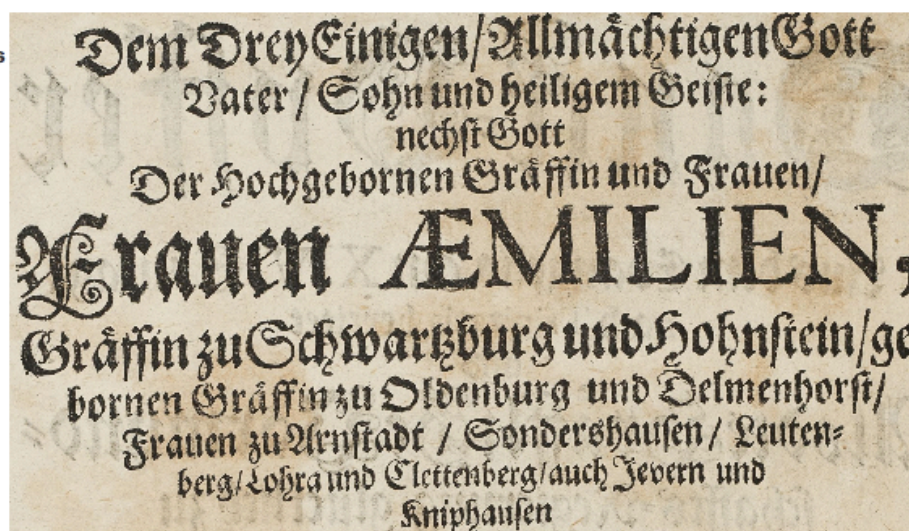 Dem DreyEinigen/Allmächtigen Gott
Vater/ Sohn und heiligem Geiste:
nechst Gott
Der Hochgebornen Gräffin und Frauen/
Frauen ÆMILIEN,
Gräffin zu Schwartzburg und Hohnstein/ge
bornen Gräffin zu Oldenburg und Delmenhorst/
Frauen zu Arnstadt / Sondershausen/ Leuten-
berg/Lohra und Clettenberg/auch Jevern und
Kniphausen